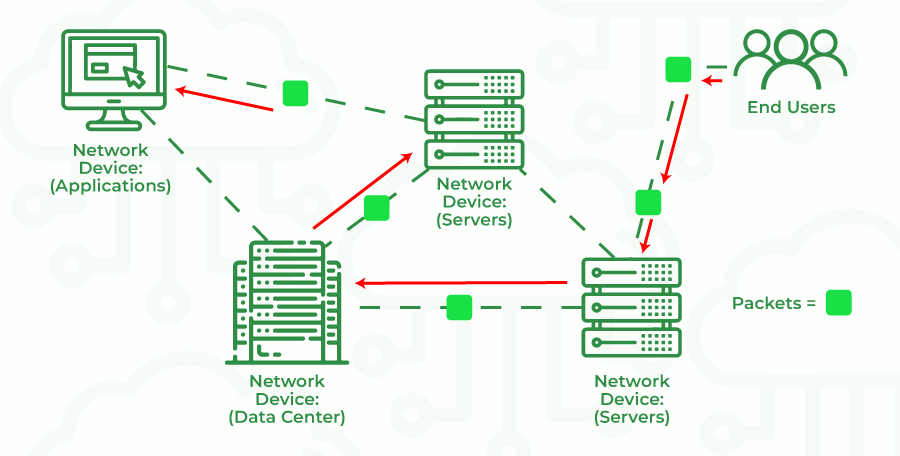 End Users
Network
Device:
(Applications)
Network
Device:
(Servers)
Packets =
Network
Device:
(Data Center)
Network
Device:
(Servers)